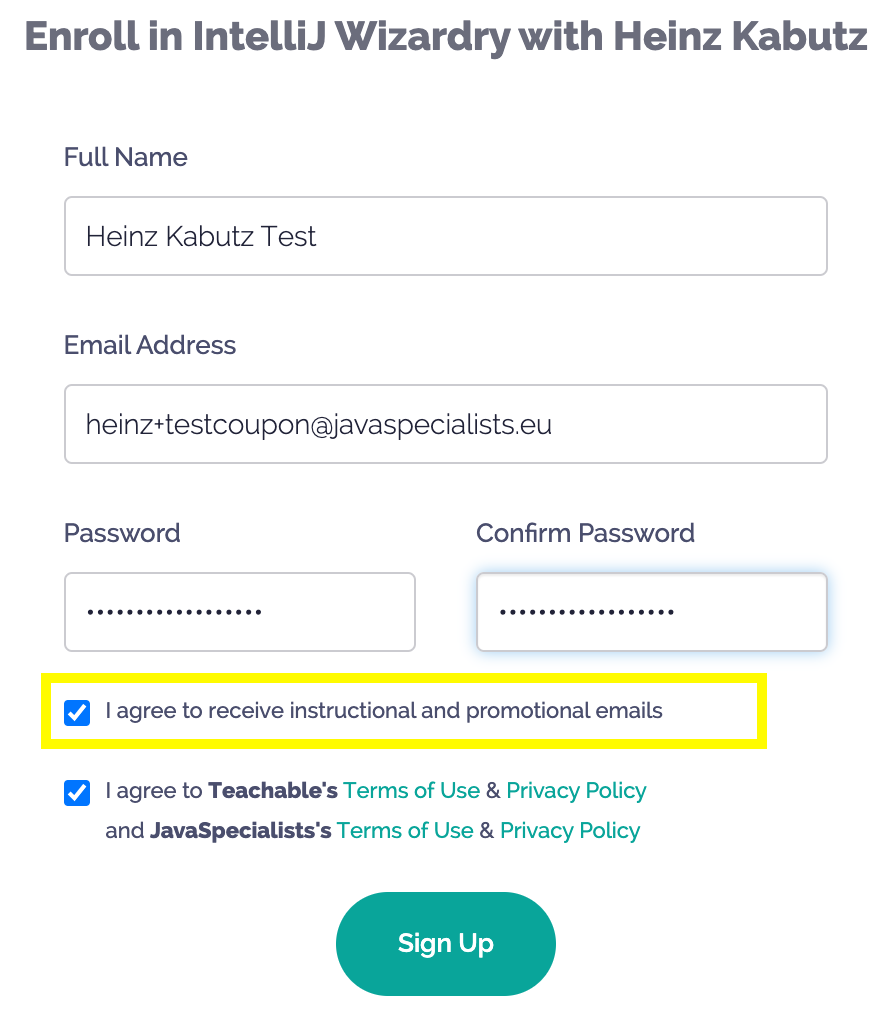 Enroll in IntelliJ Wizardry with Heinz Kabutz
Full Name
Heinz Kabutz Test
Email Address
heinz+testcoupon@javaspecialists.eu
Password Confirm Password
•••••••••••••••••• ••••••••••••••••••
I agree to receive instructional and promotional emails
I agree to Teachable's Terms of Use & Privacy Policy
and JavaSpecialists's Terms of Use & Privacy Policy
Sign Up